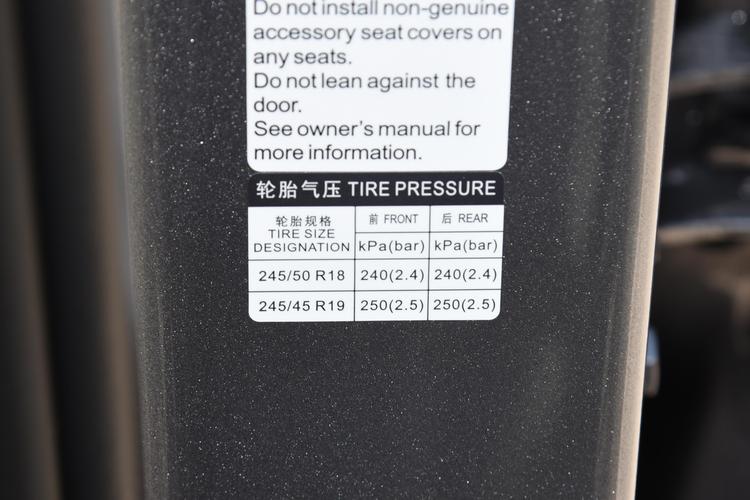 Do not install non-genuine
accessory seat covers on
any seats.
Do not lean against the
door.
See owner's manual for
more information.
轮胎气压 TIRE PRESSURE
轮胎规格
TIRE SIZE
DESIGNATION
前 FRONT
后 REAR
kPa(bar)
kPa(bar)
245/50 R18 240(2.4) 240(2.4)
245/45 R19 250(2.5) 250(2.5)